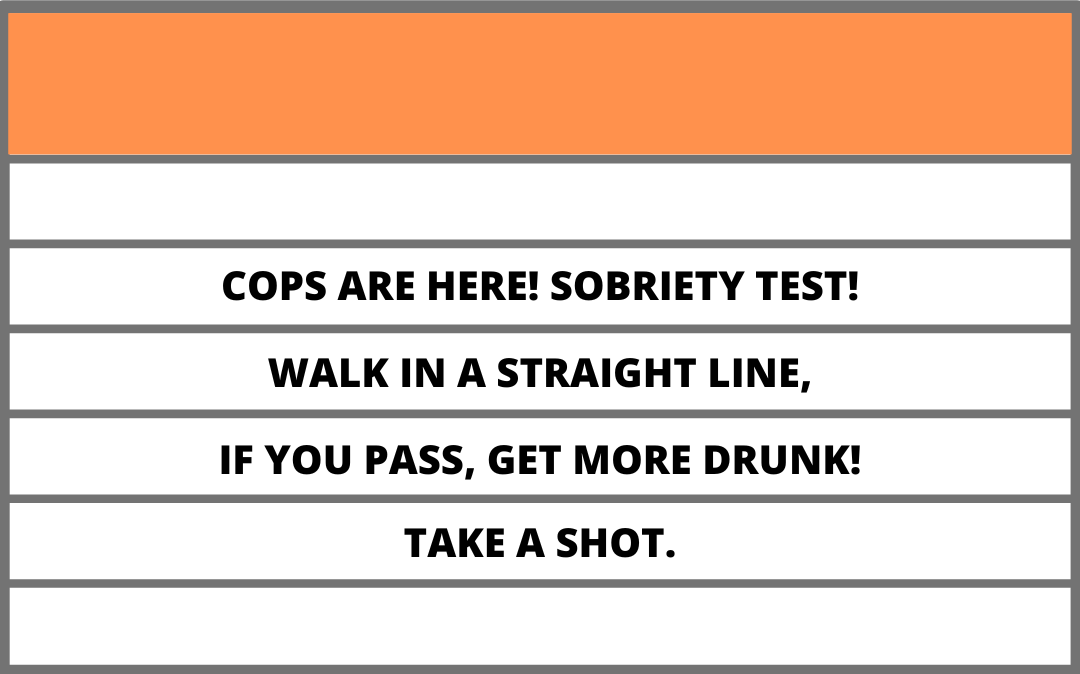 COPS ARE HERE! SOBRIETY TEST!
WALK IN A STRAIGHT LINE,
IF YOU PASS, GET MORE DRUNK!
TAKE A SHOT.